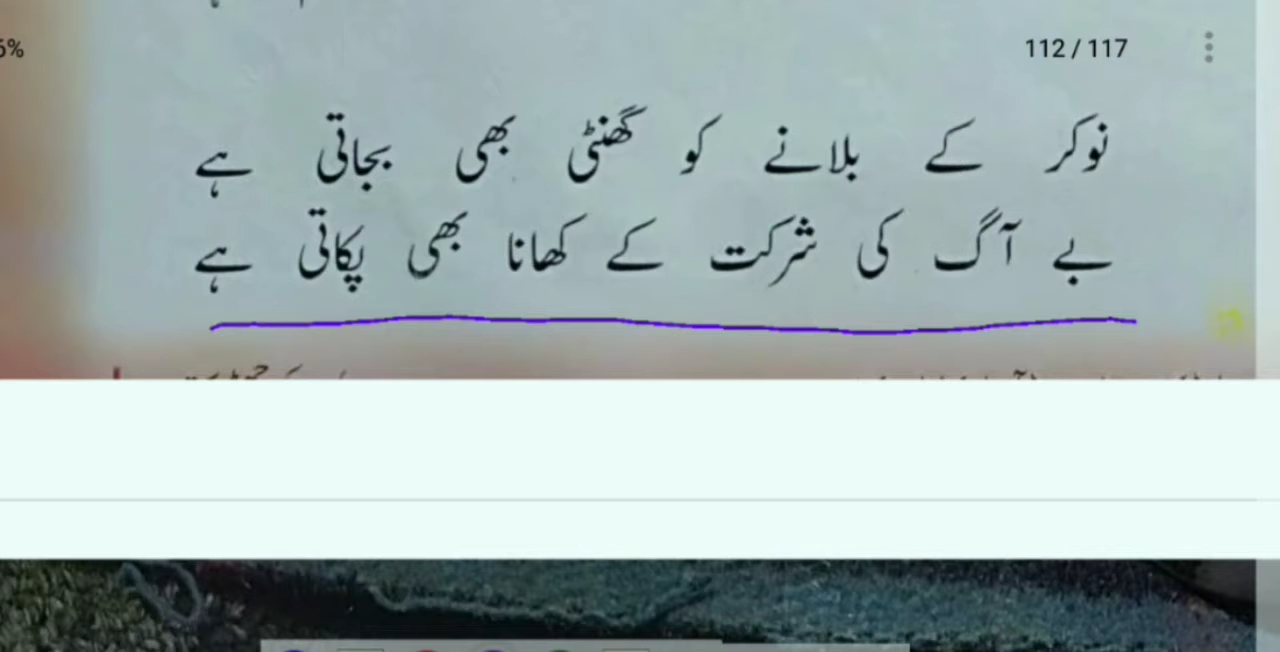 6%
112 / 117
نوکر کے بلانے کو گھنٹی بھی بجاتی ہے
بے آگ کی شرکت کے کھانا بھی پکاتی ہے